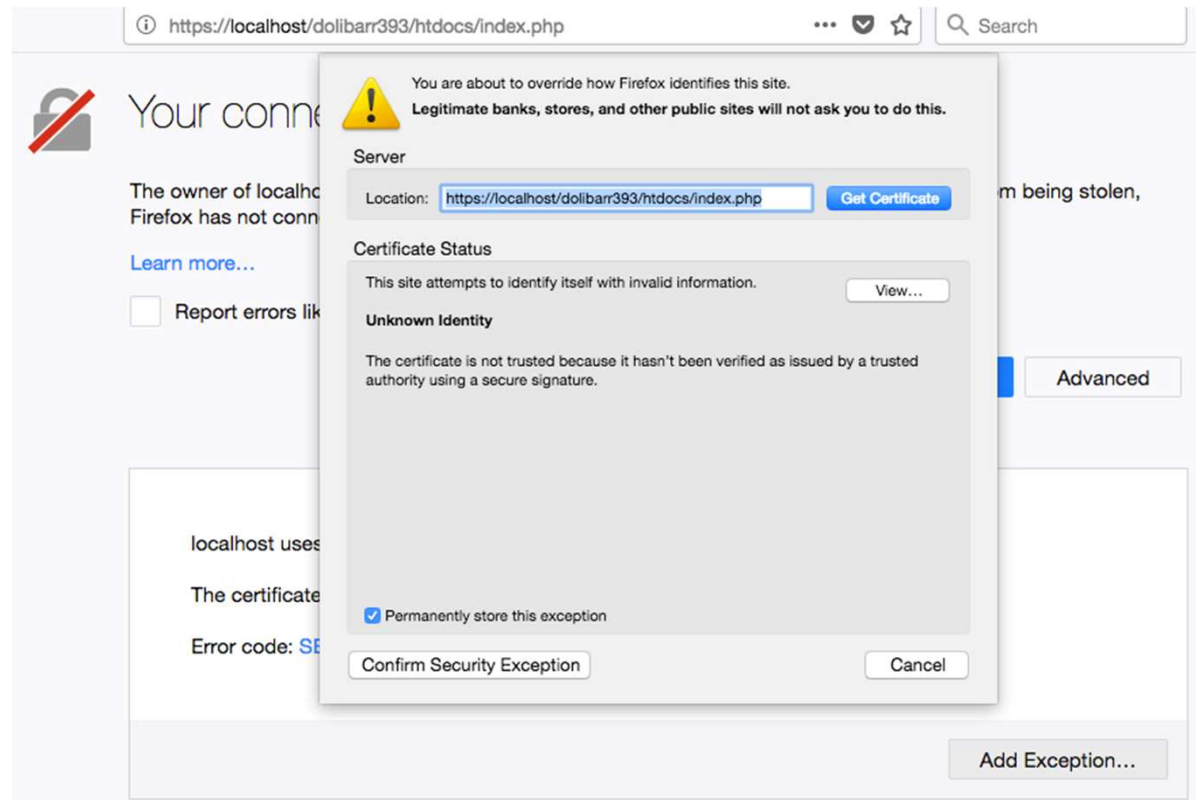 https://localhost/dolibarr393/htdocs/index.php
Search
Your conne
The owner of localho
m being stolen,
Firefox has not conn
Learn more…
Report errors lik
Advanced
You are about to override how Firefox identifies this site.
Legitimate banks, stores, and other public sites will not ask you to do this.
Server
Location: https://localhost/dolibarr393/htdocs/index.php Get Certificate
Certificate Status
This site attempts to identify itself with invalid information.
View…
Unknown Identity
The certificate is not trusted because it hasn't been verified as issued by a trusted
authority using a secure signature.
Permanently store this exception
Confirm Security Exception Cancel
localhost uses
The certificate
Error code: SE
Add Exception…